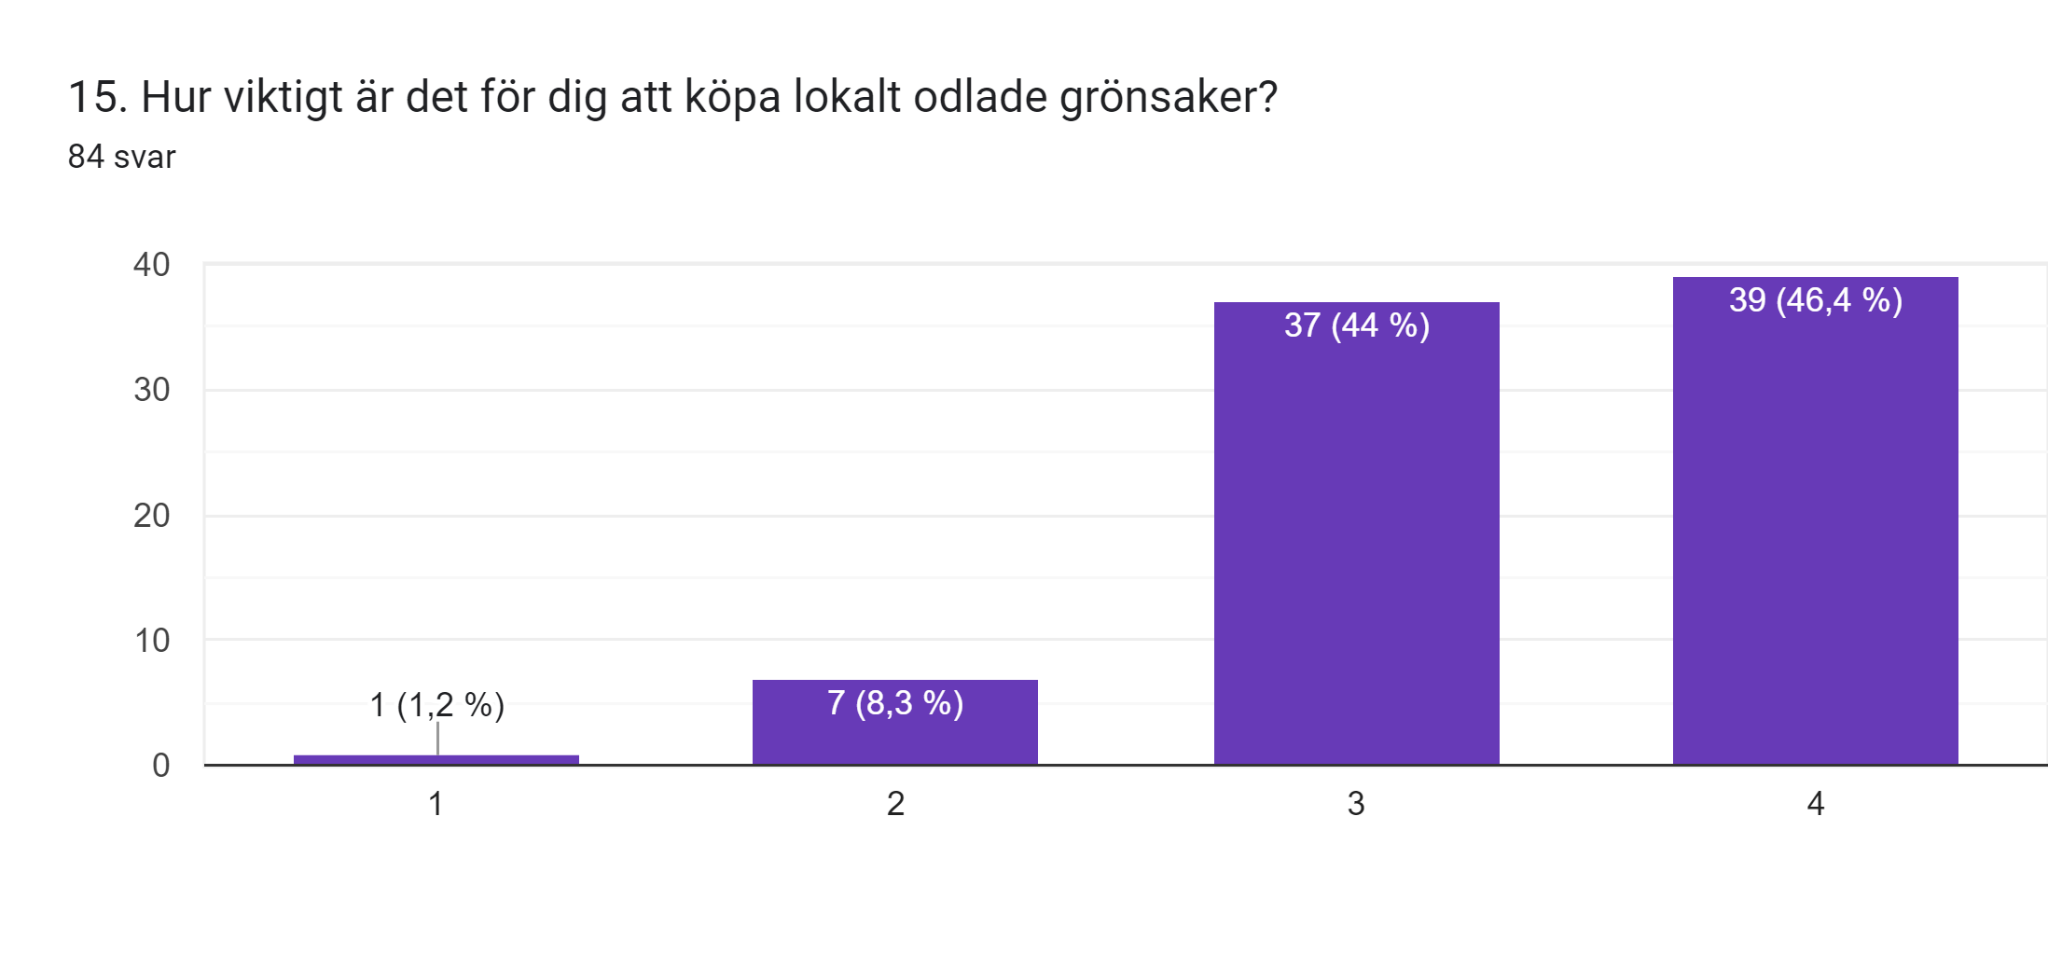 15. Hur viktigt är det för dig att köpa lokalt odlade grönsaker?
84 svar
40
30
20
10
0
1 (1,2 %)
7 (8,3 %)
37 (44 %)
39 (46,4 %)
1
2
3
4